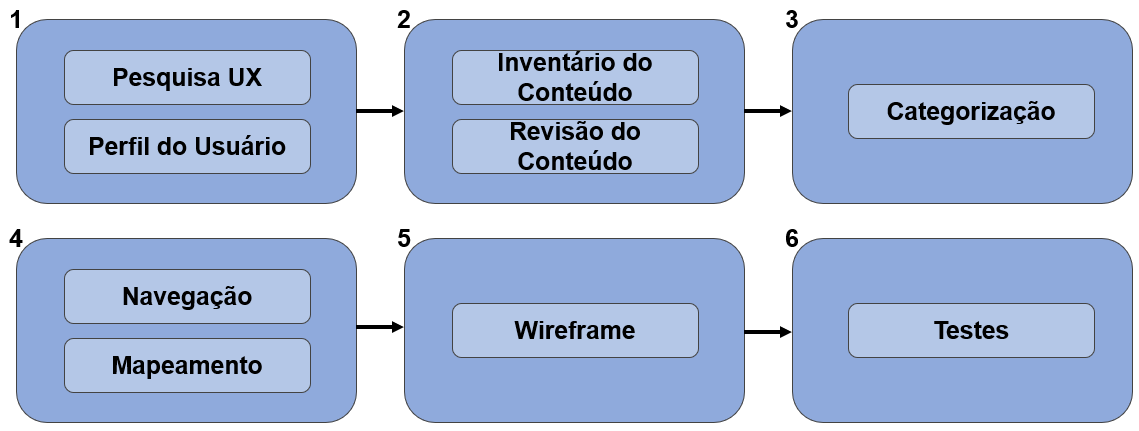 1
Pesquisa UX
Perfil do Usuário
2
Inventário do
Conteúdo
Revisão do
Conteúdo
3
Categorização
4
Navegação
Mapeamento
5
Wireframe
6
Testes